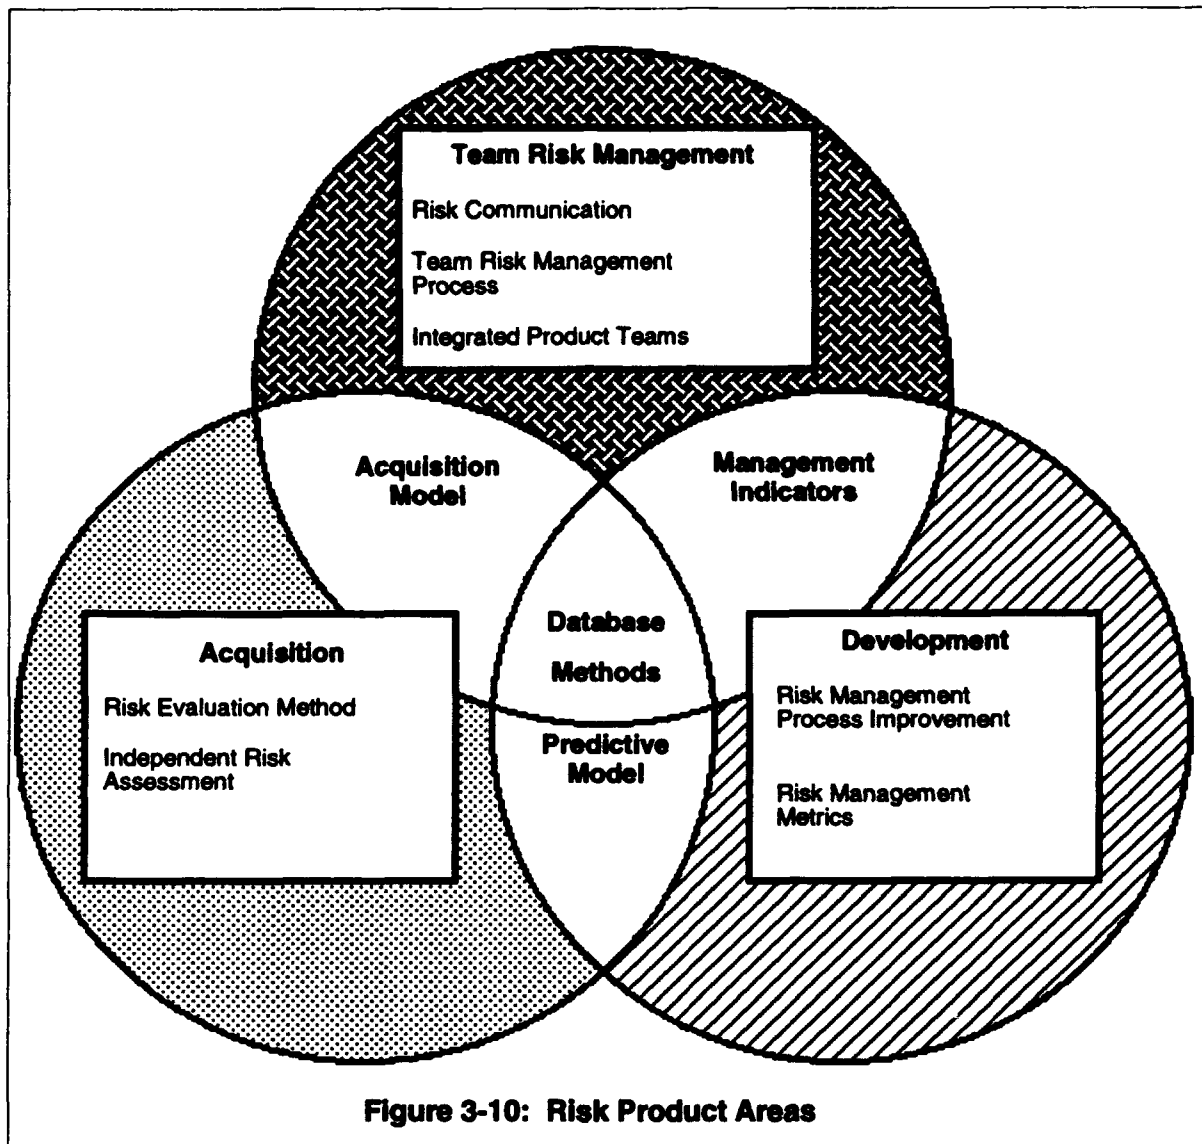 Team Risk Management
Risk Communication
Team Risk Management
Process
Integrated Product Teams
Acquisition
Model
Management
Indicators
Database
Methods
Predictive
Model
Acquisition
Risk Evaluation Method
Independent Risk
Assessment
Development
Risk Management
Process Improvement
Risk Management
Metrics
Figure 3-10: Risk Product Areas